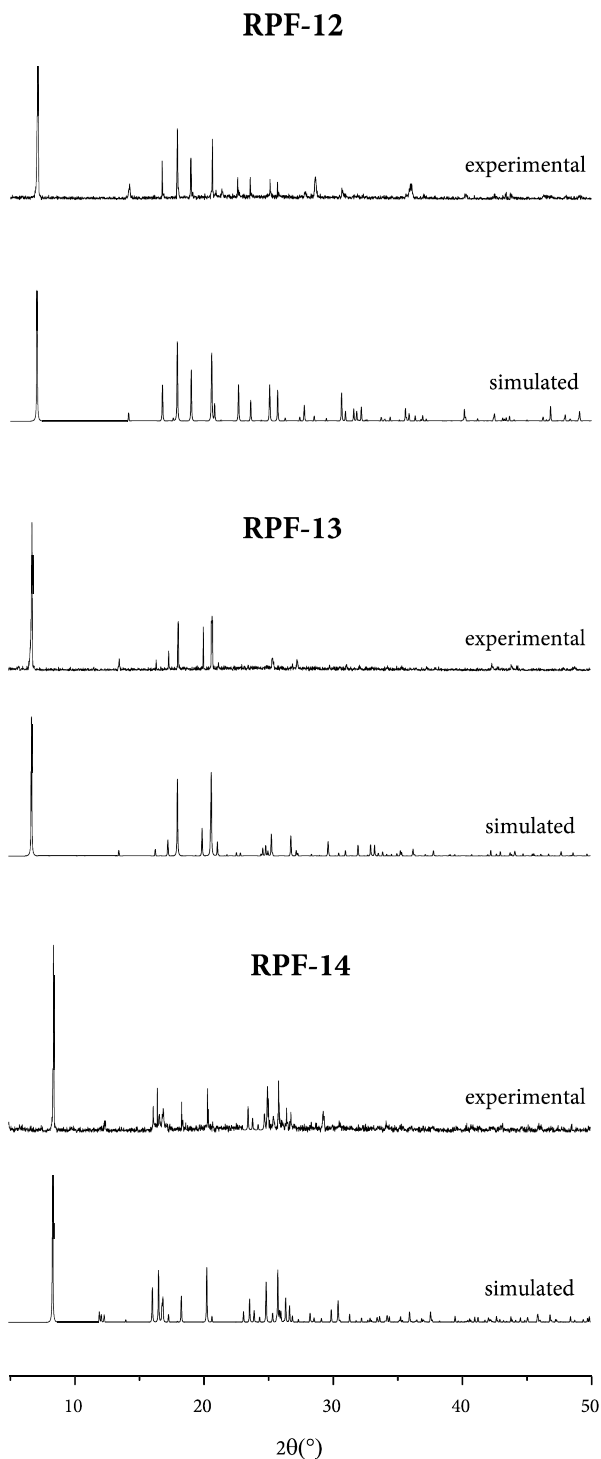 RPF-12
experimental
simulated
RPF-13
experimental
simulated
RPF-14
experimental
simulated
10 20 30 40 50
2θ(°)